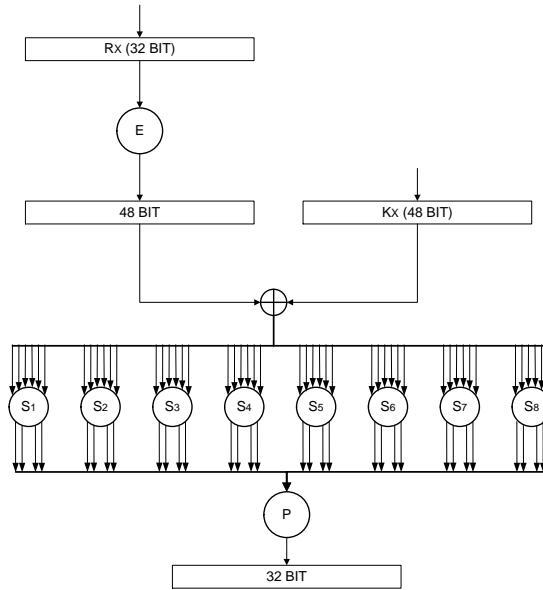 Rx (32 BIT)
E
48 BIT
Kx (48 BIT)
S1 S2 S3 S4 S5 S6 S7 S8
P
32 BIT